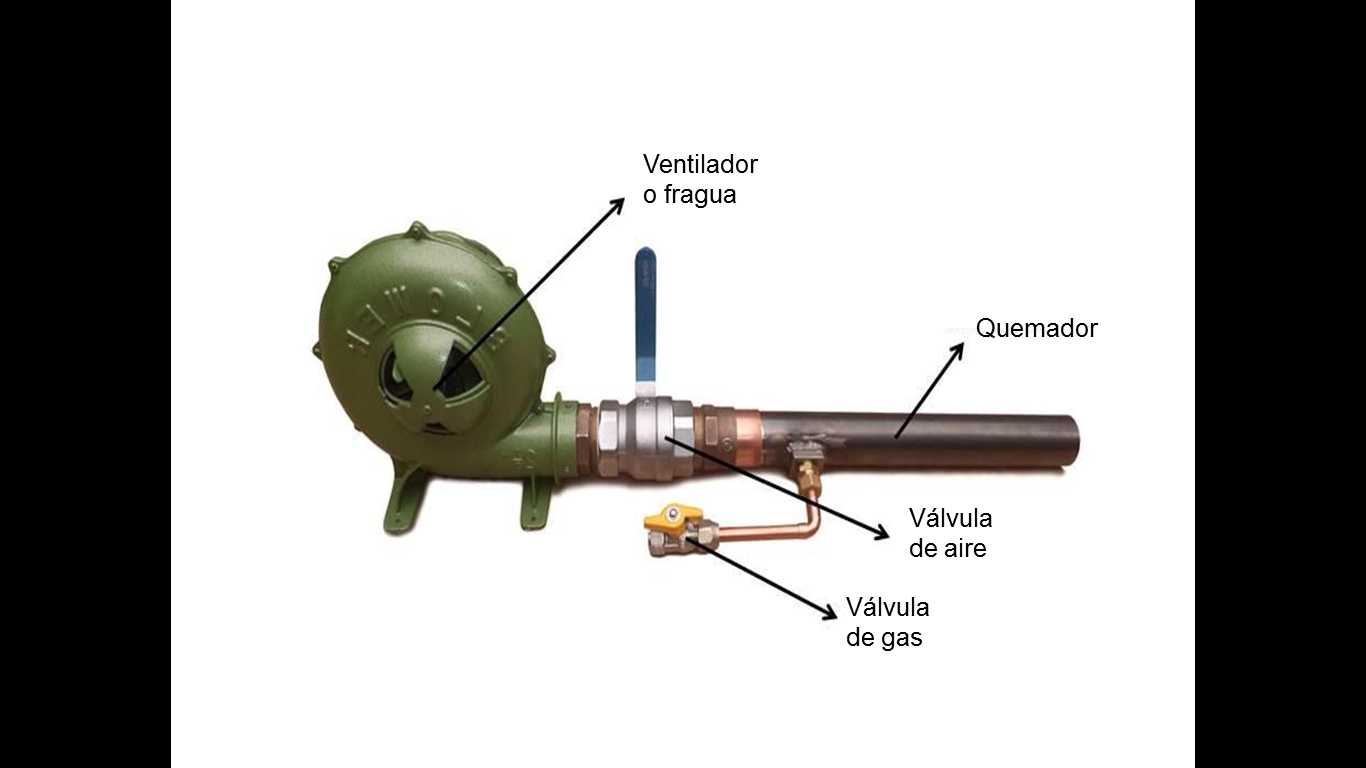 Ventilador
o fragua
Quemador
Válvula
de aire
Válvula
de gas